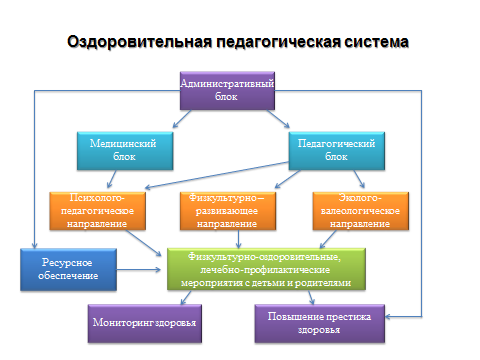 Оздоровительная педагогическая система
Административный
блок
Медицинский
блок
Педагогический
блок
Психолого-
педагогическое
направление
Физкультурно –
развивающее
направление
Эколого-
валеологическое
направление
Ресурсное
обеспечение
Физкультурно-оздоровительные,
лечебно-профилактические
мероприятия с детьми и родителями
Мониторинг здоровья
Повышение престижа
здоровья